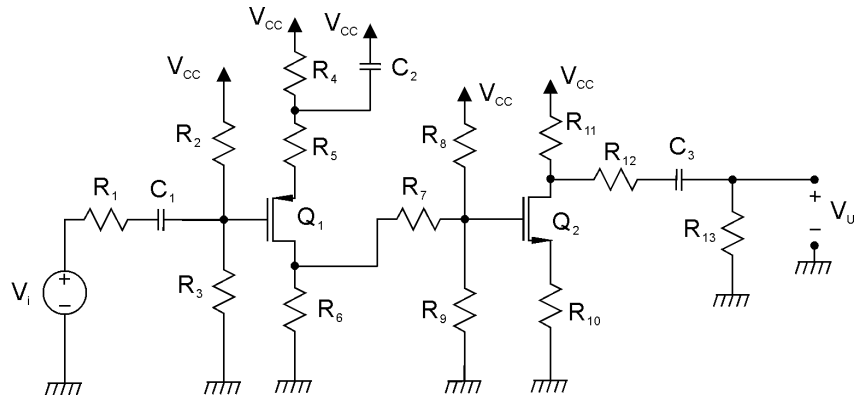 V_CC
V_CC
V_CC
R_4
C_2
V_CC
R_2
R_5
R_1
C_1
Q_1
R_3
R_6
V_i
+
−
R_7
V_CC
R_8
R_9
V_CC
R_11
R_12
C_3
Q_2
R_10
R_13
+
V_U
−